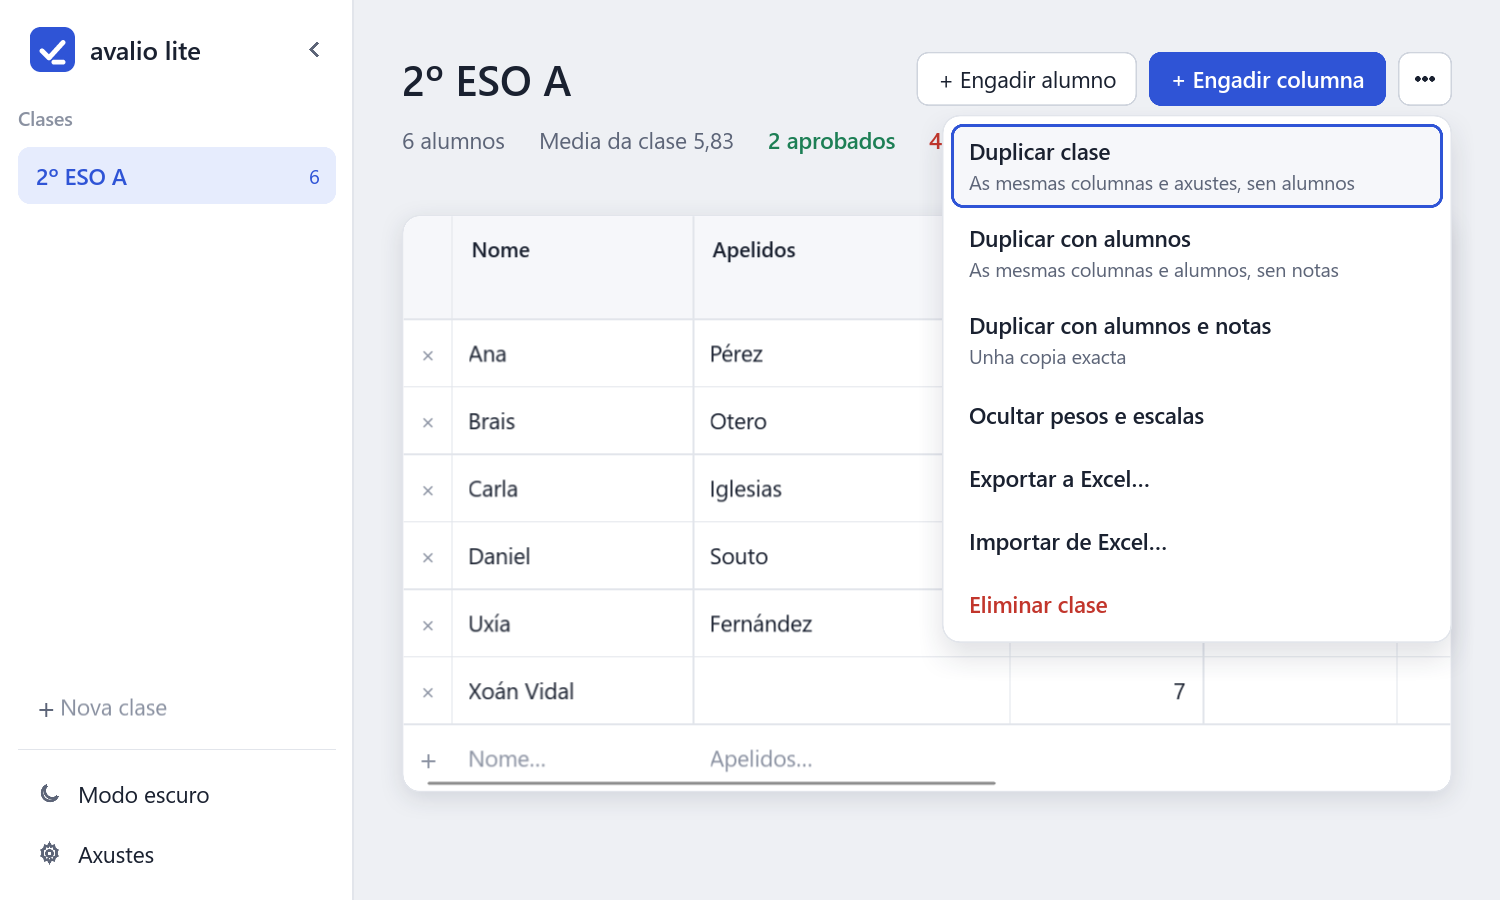 avalio lite
Clases
2º ESO A 6
+ Nova clase
Modo escuro
Axustes
2º ESO A
+ Engadir alumno
+ Engadir columna
•••
6 alumnos Media da clase 5,83 2 aprobados 4
Duplicar clase
As mesmas columnas e axustes, sen alumnos
Duplicar con alumnos
As mesmas columnas e alumnos, sen notas
Duplicar con alumnos e notas
Unha copia exacta
Ocultar pesos e escalas
Exportar a Excel...
Importar de Excel...
Eliminar clase
Nome Apelidos
× Ana Pérez
× Brais Otero
× Carla Iglesias
× Daniel Souto
× Uxía Fernández
× Xoán Vidal 7
+ Nome... Apelidos...